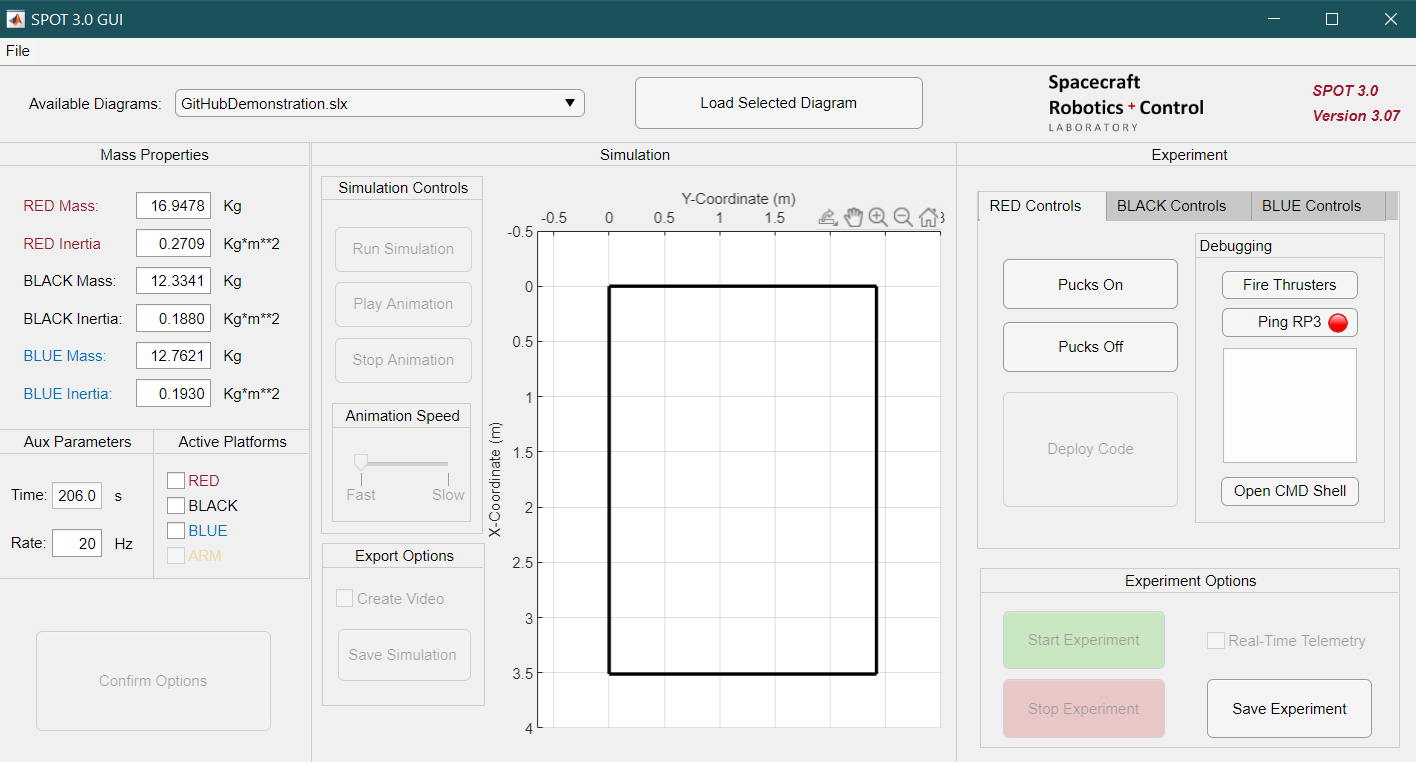 SPOT 3.0 GUI
File
Available Diagrams: GitHubDemonstration.slx
Load Selected Diagram
Spacecraft
Robotics + Control
LABORATORY
SPOT 3.0
Version 3.07
Mass Properties
RED Mass: 16.9478 Kg
RED Inertia 0.2709 Kg*m**2
BLACK Mass: 12.3341 Kg
BLACK Inertia: 0.1880 Kg*m**2
BLUE Mass: 12.7621 Kg
BLUE Inertia: 0.1930 Kg*m**2
Aux Parameters
Time: 206.0 s
Rate: 20 Hz
Active Platforms
RED
BLACK
BLUE
ARM
Confirm Options
Simulation
Simulation Controls
Run Simulation
Play Animation
Stop Animation
Animation Speed
Fast Slow
Export Options
Create Video
Save Simulation
Y-Coordinate (m)
-0.5 0 0.5 1 1.5 3
X-Coordinate (m)
-0.5
0
0.5
1
1.5
2
2.5
3
3.5
4
Experiment
RED Controls BLACK Controls BLUE Controls
Pucks On
Pucks Off
Deploy Code
Debugging
Fire Thrusters
Ping RP3
Open CMD Shell
Experiment Options
Start Experiment
Real-Time Telemetry
Stop Experiment
Save Experiment